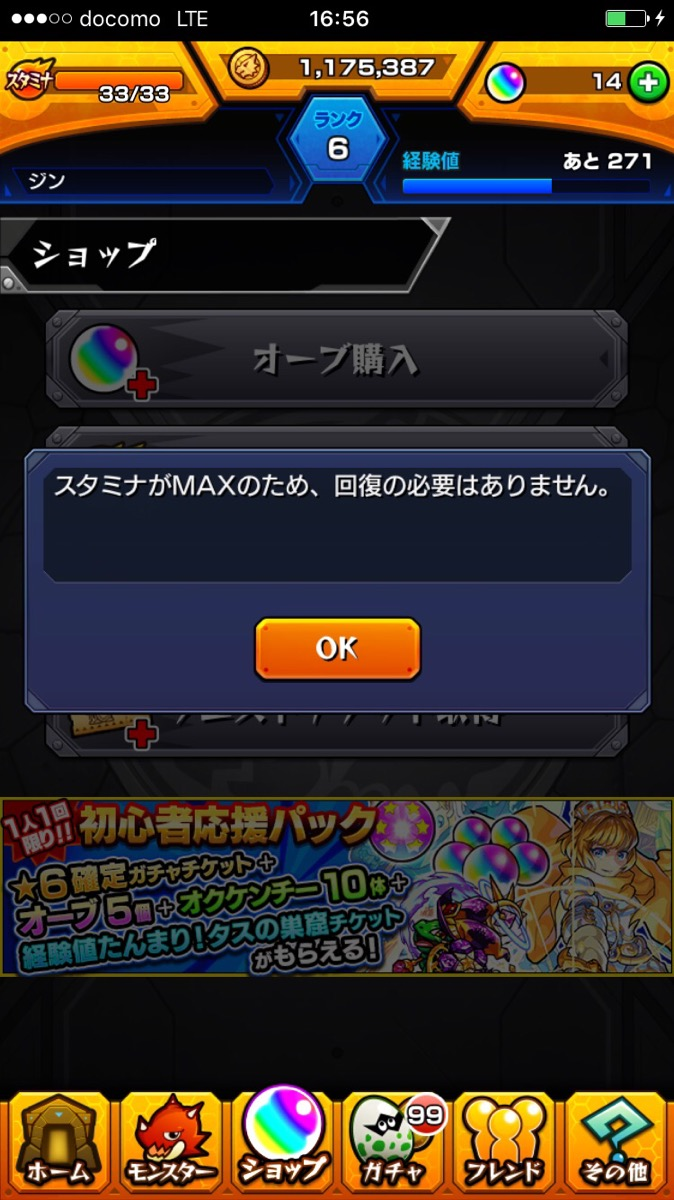 docomo LTE 16:56
スタミナ 33/33
1,175,387
14
ランク
6
ジン
経験値 あと 271
ショップ
オーブ購入
スタミナがMAXのため、回復の必要はありません。
OK
1人1回
限り!!
初心者応援パック
★6確定ガチャチケット+
オーブ5個+オクケンチー10体+
経験値たんまり!タスの巣窟チケット
がもらえる!
99
ホーム モンスター ショップ ガチャ フレンド その他